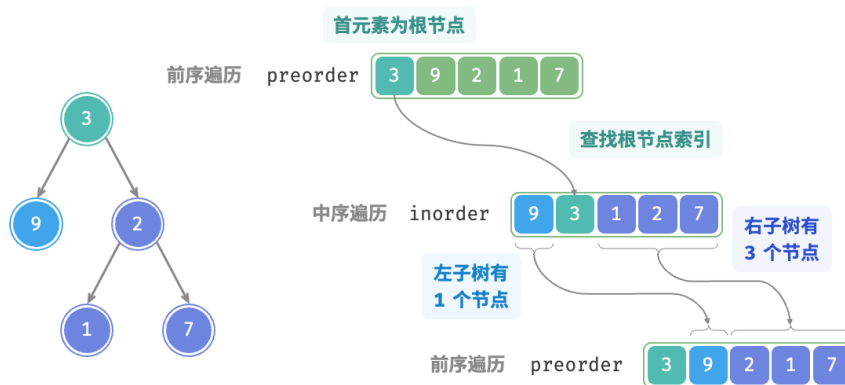 首元素为根节点
前序遍历 preorder 3 9 2 1 7
查找根节点索引
中序遍历 inorder 9 3 1 2 7
左子树有
1 个节点
右子树有
3 个节点
前序遍历 preorder 3 9 2 1 7
3
9
2
1
7